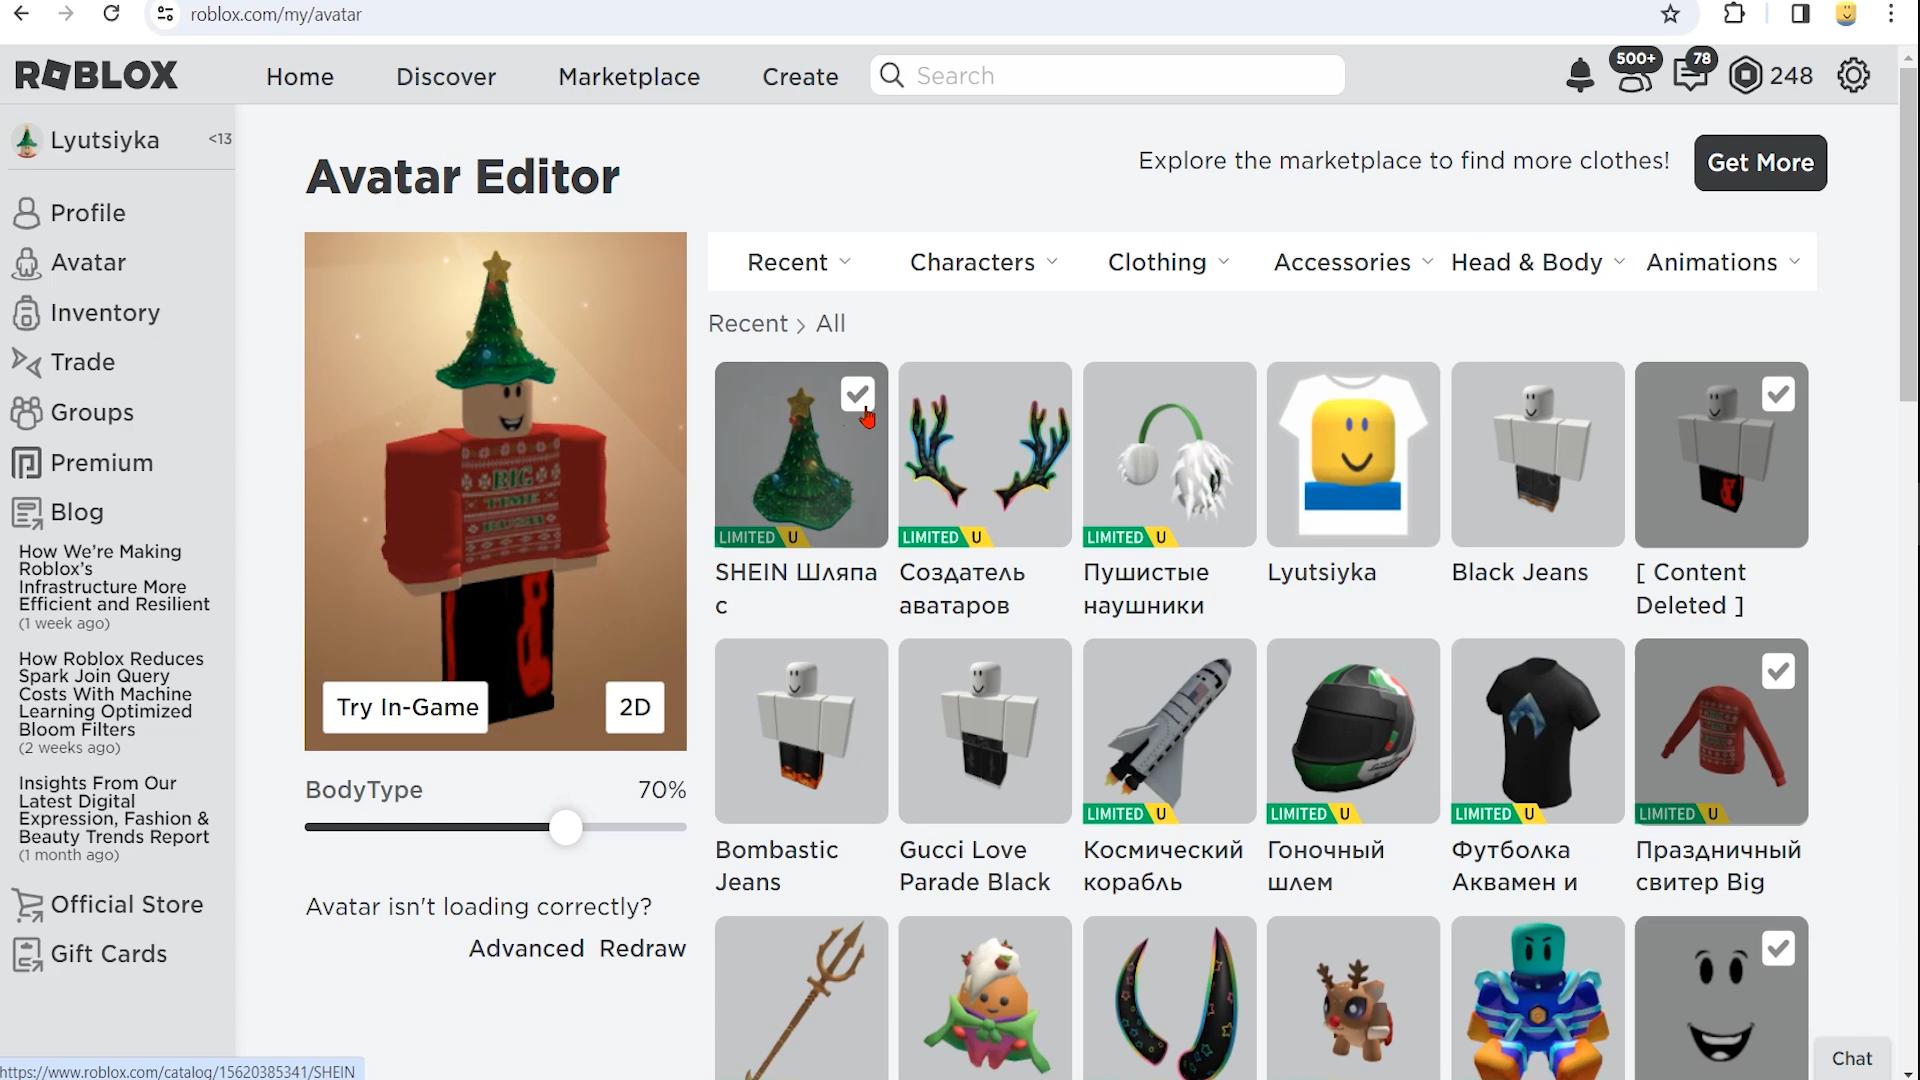 roblox.com/my/avatar
ROBLOX
Home
Discover
Marketplace
Create
Search
500+
78
248
Lyutsiyka
<13
Profile
Avatar
Inventory
Trade
Groups
Premium
Blog
How We're Making
Roblox's
Infrastructure More
Efficient and Resilient
(1 week ago)
How Roblox Reduces
Spark Join Query
Costs With Machine
Learning Optimized
Bloom Filters
(2 weeks ago)
Insights From Our
Latest Digital
Expression, Fashion &
Beauty Trends Report
(1 month ago)
Official Store
Gift Cards
Avatar Editor
Explore the marketplace to find more clothes!
Get More
BIG
TIME
Try In-Game
2D
BodyType
70%
Avatar isn't loading correctly?
Advanced Redraw
Recent
Characters
Clothing
Accessories
Head & Body
Animations
Recent › All
LIMITED U
LIMITED U
LIMITED U
SHEIN Шляпа
с
Создатель
аватаров
Пушистые
наушники
Lyutsiyka
Black Jeans
[ Content
Deleted ]
LIMITED U
LIMITED U
LIMITED U
LIMITED U
Bombastic
Jeans
Gucci Love
Parade Black
Космический
корабль
Гоночный
шлем
Футболка
Аквамен и
Праздничный
свитер Big
Chat
https://www.roblox.com/catalog/15620385341/SHEIN